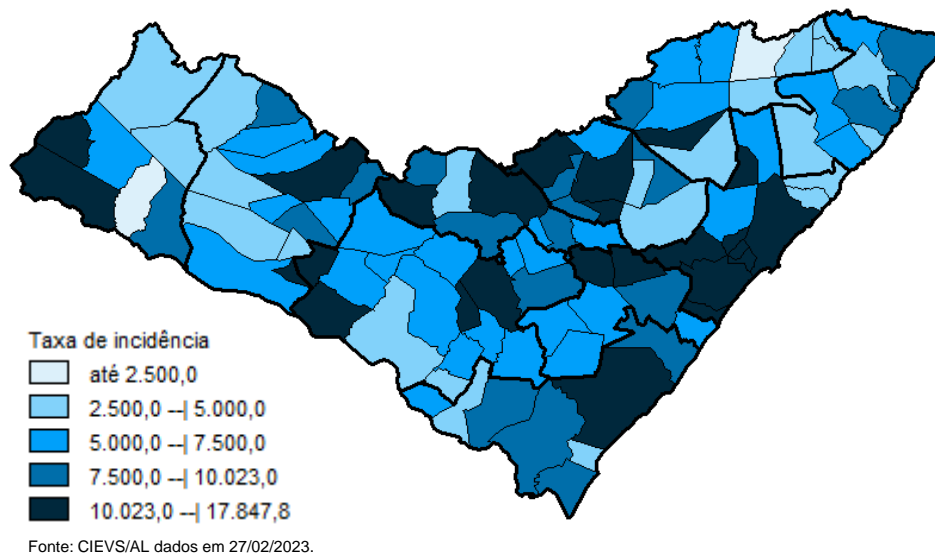 Taxa de incidência
até 2.500,0
2.500,0 --| 5.000,0
5.000,0 --| 7.500,0
7.500,0 --| 10.023,0
10.023,0 --| 17.847,8
Fonte: CIEVS/AL dados em 27/02/2023.